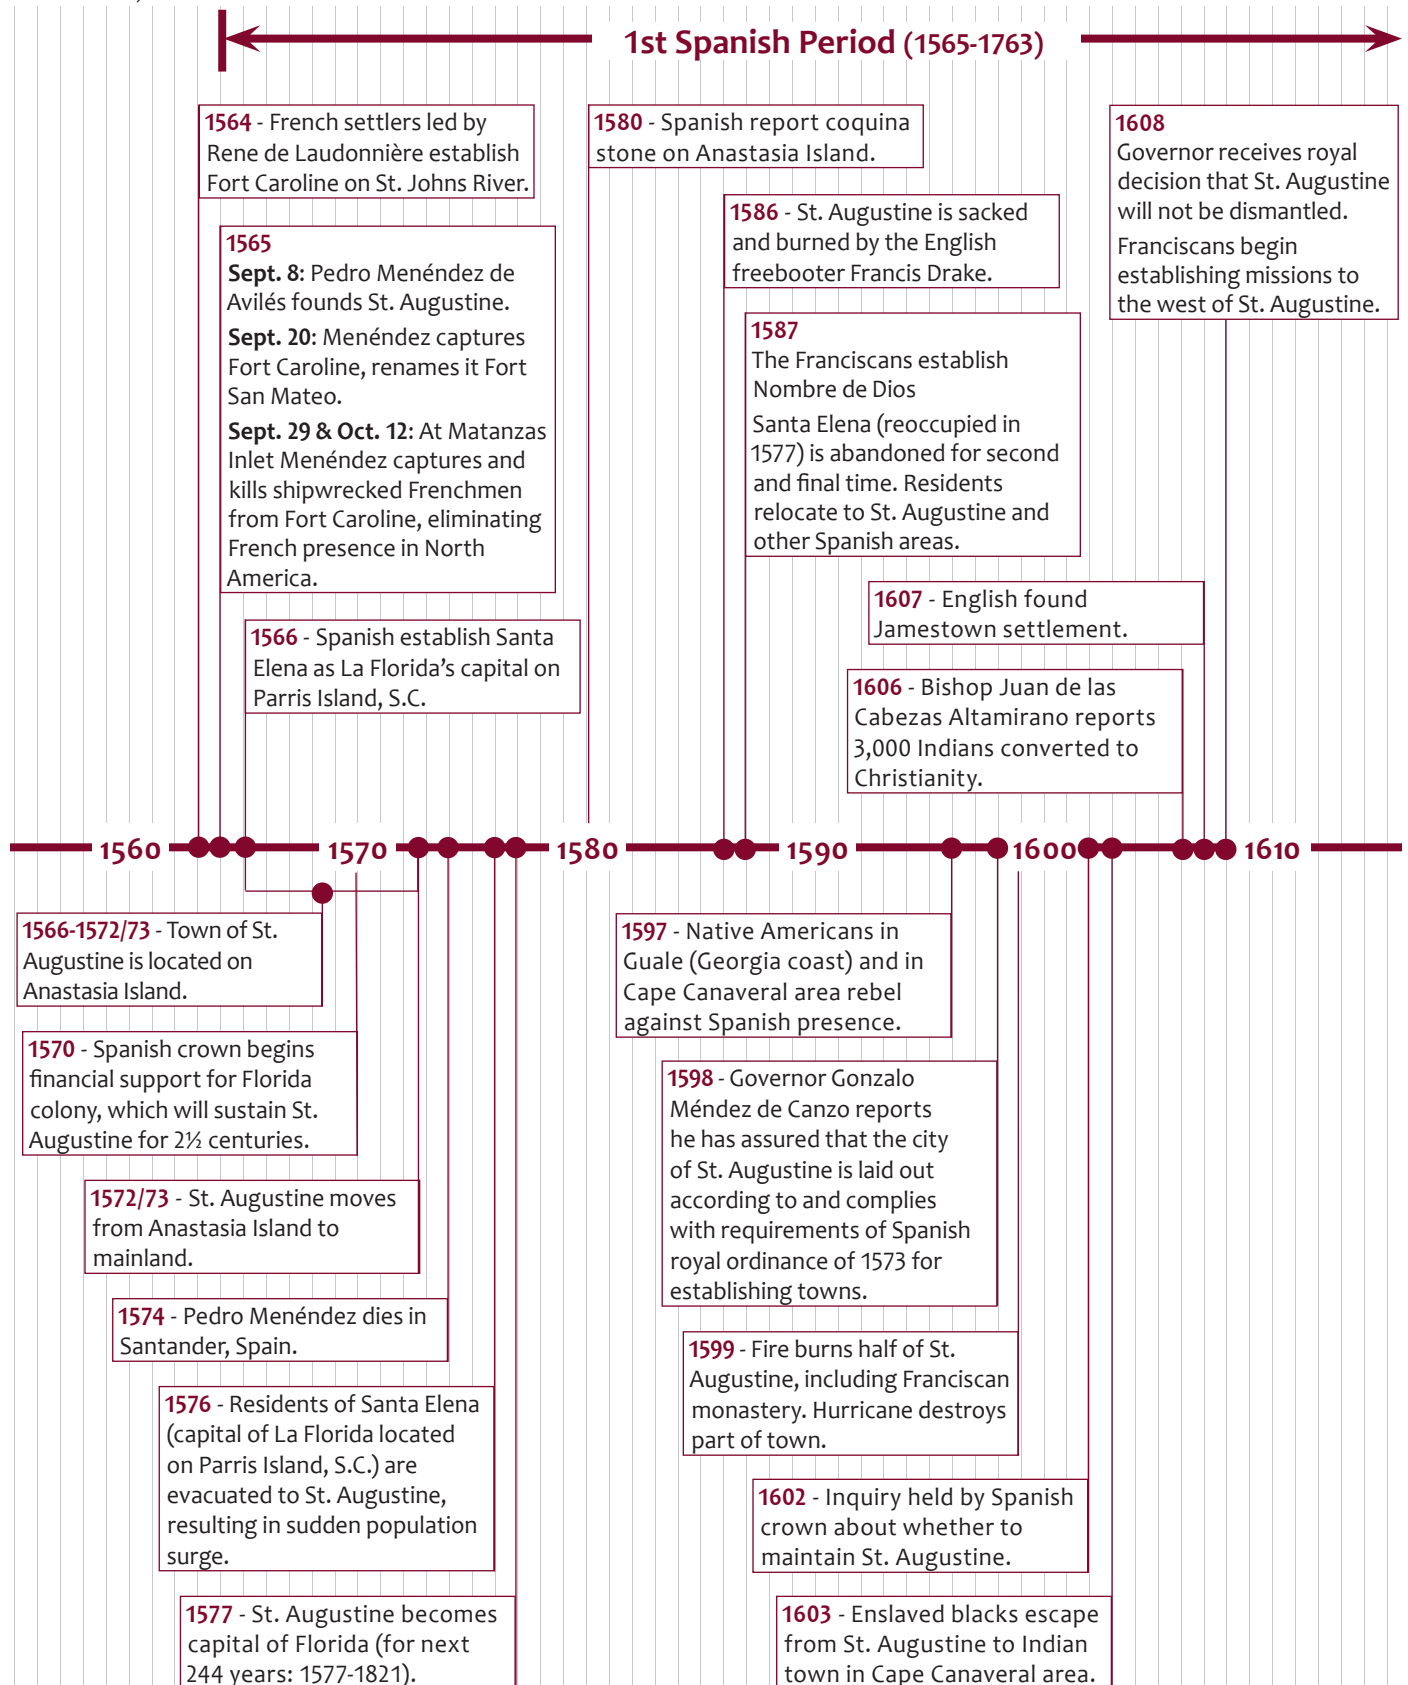 1st Spanish Period (1565-1763)
1564 - French settlers led by
Rene de Laudonnière establish
Fort Caroline on St. Johns River.
1565
Sept. 8: Pedro Menéndez de
Avilés founds St. Augustine.
Sept. 20: Menéndez captures
Fort Caroline, renames it Fort
San Mateo.
Sept. 29 & Oct. 12: At Matanzas
Inlet Menéndez captures and
kills shipwrecked Frenchmen
from Fort Caroline, eliminating
French presence in North
America.
1566 - Spanish establish Santa
Elena as La Florida’s capital on
Parris Island, S.C.
1580 - Spanish report coquina
stone on Anastasia Island.
1586 - St. Augustine is sacked
and burned by the English
freebooter Francis Drake.
1587
The Franciscans establish
Nombre de Dios
Santa Elena (reoccupied in
1577) is abandoned for second
and final time. Residents
relocate to St. Augustine and
other Spanish areas.
1608
Governor receives royal
decision that St. Augustine
will not be dismantled.
Franciscans begin
establishing missions to
the west of St. Augustine.
1607 - English found
Jamestown settlement.
1606 - Bishop Juan de las
Cabezas Altamirano reports
3,000 Indians converted to
Christianity.
1560 1570 1580 1590 1600 1610
1566-1572/73 - Town of St.
Augustine is located on
Anastasia Island.
1570 - Spanish crown begins
financial support for Florida
colony, which will sustain St.
Augustine for 2½ centuries.
1572/73 - St. Augustine moves
from Anastasia Island to
mainland.
1574 - Pedro Menéndez dies in
Santander, Spain.
1576 - Residents of Santa Elena
(capital of La Florida located
on Parris Island, S.C.) are
evacuated to St. Augustine,
resulting in sudden population
surge.
1577 - St. Augustine becomes
capital of Florida (for next
244 years: 1577-1821).
1597 - Native Americans in
Guale (Georgia coast) and in
Cape Canaveral area rebel
against Spanish presence.
1598 - Governor Gonzalo
Méndez de Canzo reports
he has assured that the city
of St. Augustine is laid out
according to and complies
with requirements of Spanish
royal ordinance of 1573 for
establishing towns.
1599 - Fire burns half of St.
Augustine, including Franciscan
monastery. Hurricane destroys
part of town.
1602 - Inquiry held by Spanish
crown about whether to
maintain St. Augustine.
1603 - Enslaved blacks escape
from St. Augustine to Indian
town in Cape Canaveral area.